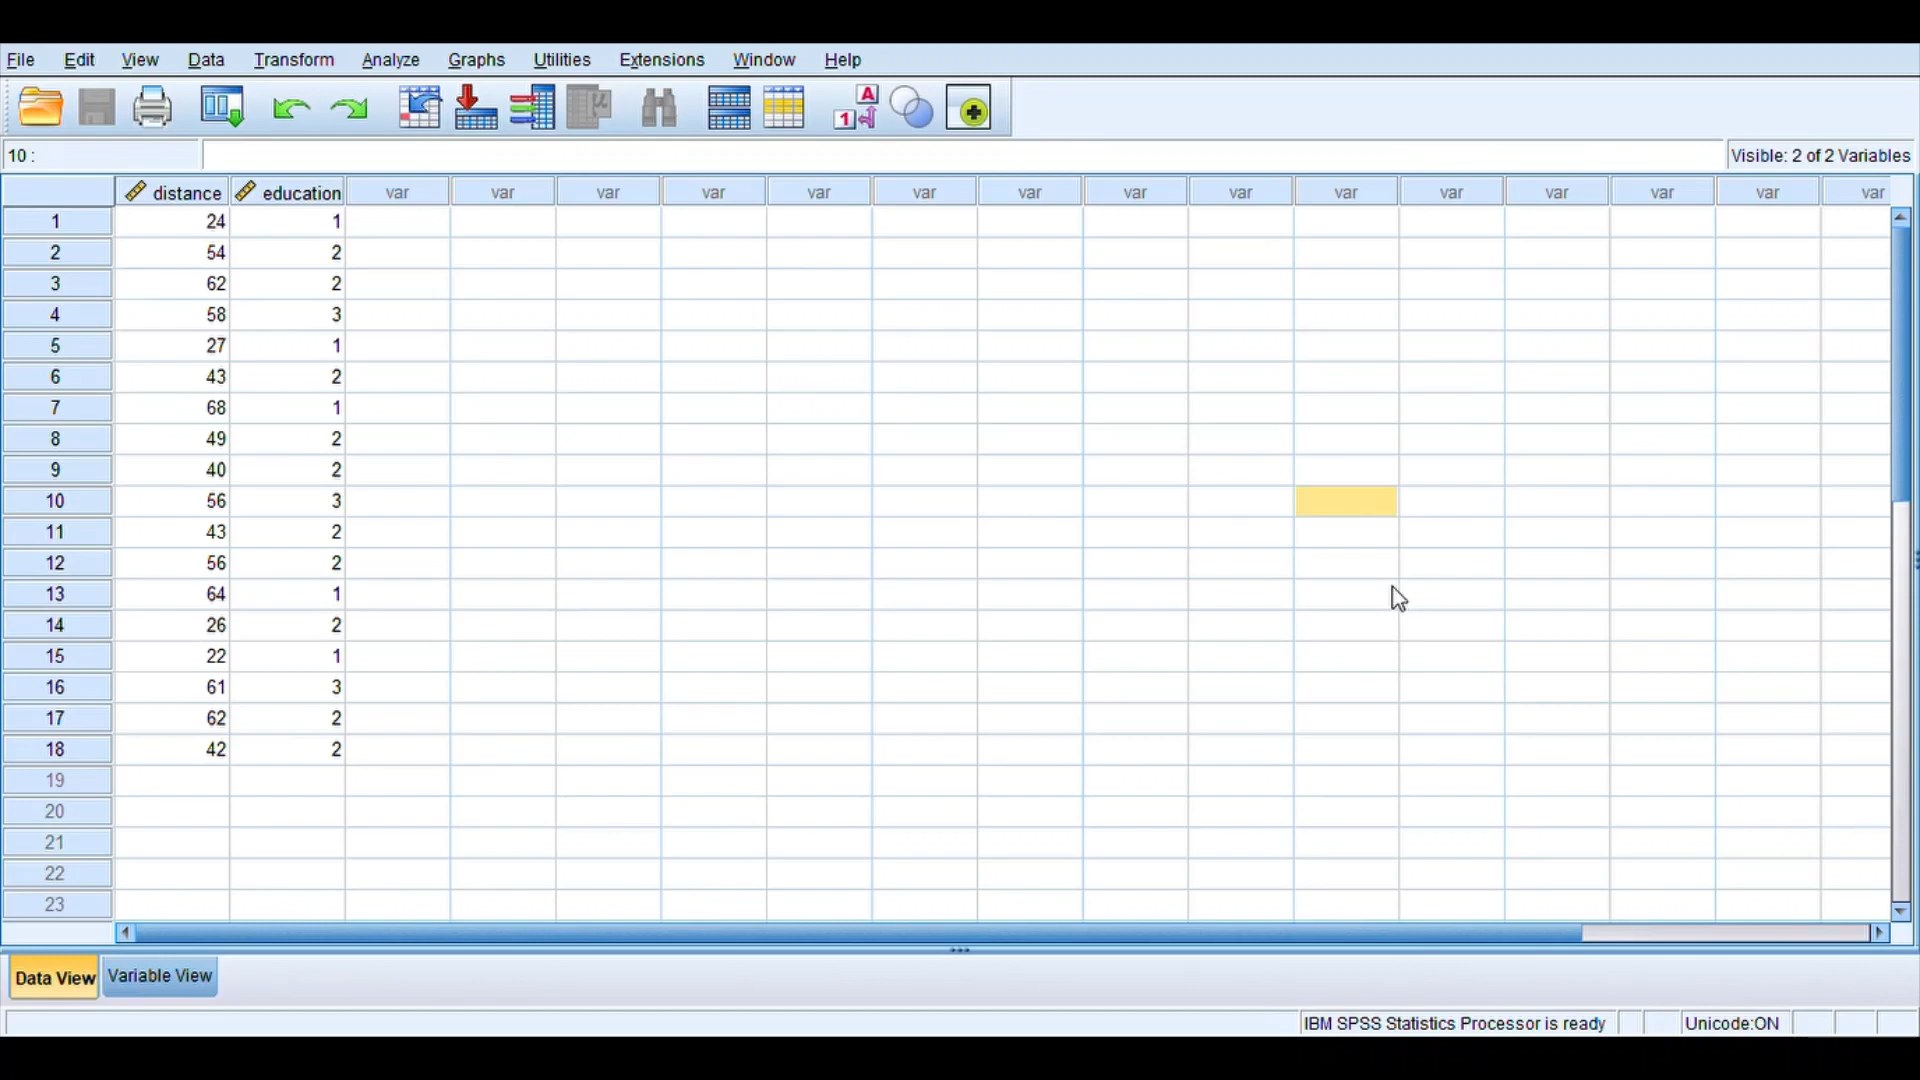 File Edit View Data Transform Analyze Graphs Utilities Extensions Window Help
A
1
μ
10 :
Visible: 2 of 2 Variables
distance education var var var var var var var var var var var var var var var
1 24 1
2 54 2
3 62 2
4 58 3
5 27 1
6 43 2
7 68 1
8 49 2
9 40 2
10 56 3
11 43 2
12 56 2
13 64 1
14 26 2
15 22 1
16 61 3
17 62 2
18 42 2
19
20
21
22
23
Data View Variable View
IBM SPSS Statistics Processor is ready Unicode:ON